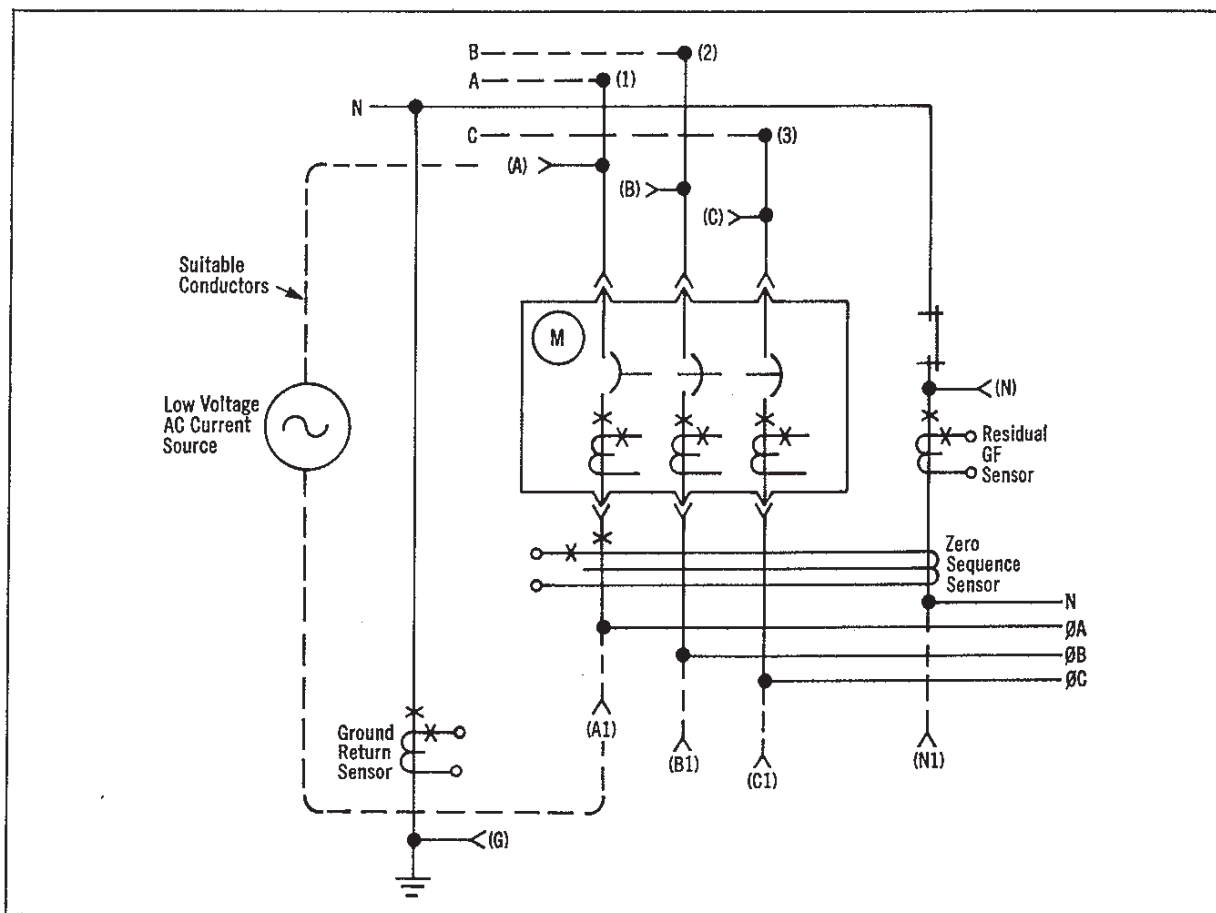 B (2)
A (1)
N
C (3)
(A)
(B)
(C)
Suitable
Conductors
M
(N)
Low Voltage
AC Current
Source
Residual
GF
Sensor
Zero
Sequence
Sensor
N
ØA
ØB
ØC
Ground
Return
Sensor
(A1)
(B1)
(C1)
(N1)
(G)